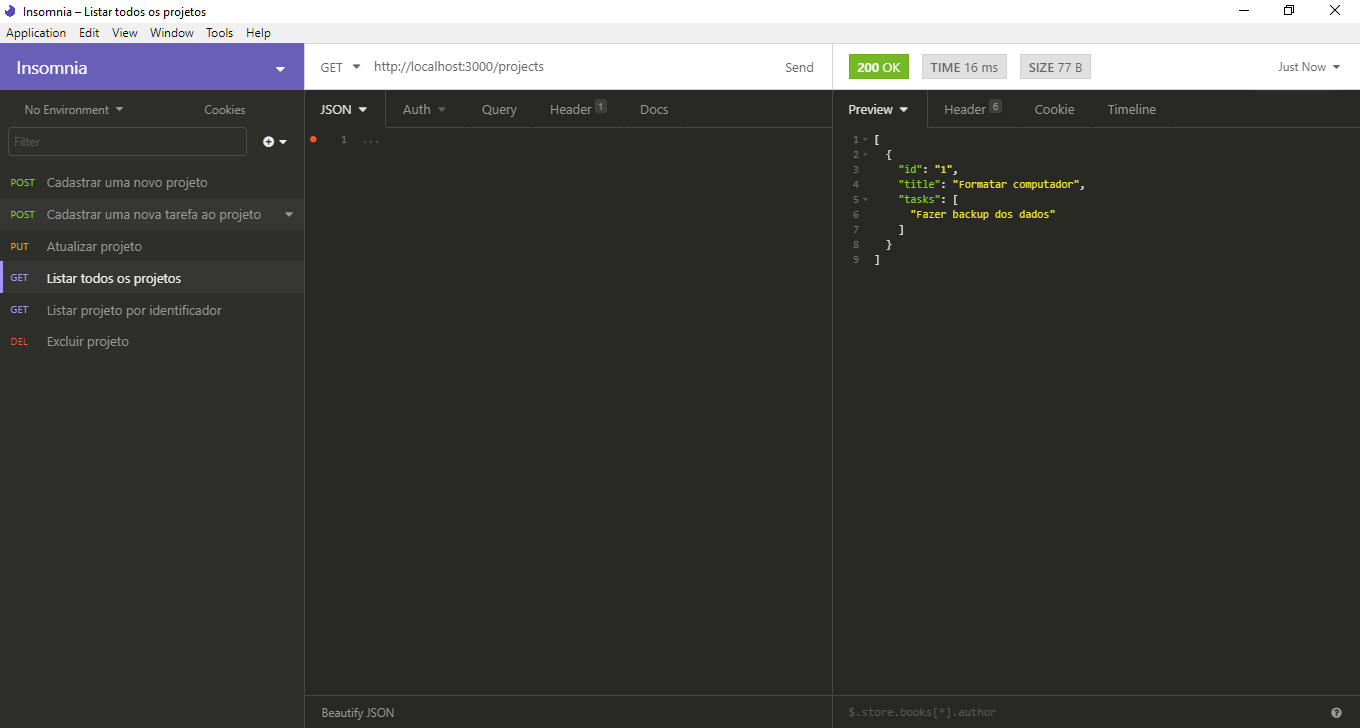 Insomnia – Listar todos os projetos
Application Edit View Window Tools Help
Insomnia
No Environment Cookies
Filter
POST Cadastrar uma novo projeto
POST Cadastrar uma nova tarefa ao projeto
PUT Atualizar projeto
GET Listar todos os projetos
GET Listar projeto por identificador
DEL Excluir projeto
GET http://localhost:3000/projects Send
JSON Auth Query Header 1 Docs
1 ...
Beautify JSON
200 OK TIME 16 ms SIZE 77 B Just Now
Preview Header 6 Cookie Timeline
1 [
2 {
3 "id": "1",
4 "title": "Formatar computador",
5 "tasks": [
6 "Fazer backup dos dados"
7 ]
8 }
9 ]
$.store.books[*].author